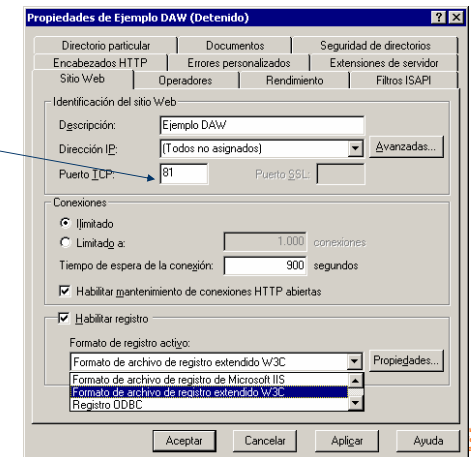 Propiedades de Ejemplo DAW (Detenido)
Directorio particular Documentos Seguridad de directorios
Encabezados HTTP Errores personalizados Extensiones de servidor
Sitio Web Operadores Rendimiento Filtros ISAPI
Identificación del sitio Web
Descripción: Ejemplo DAW
Dirección IP: (Todos no asignados) Avanzadas...
Puerto TCP: 81 Puerto SSL:
Conexiones
Ilimitado
Limitado a: 1.000 conexiones
Tiempo de espera de la conexión: 900 segundos
Habilitar mantenimiento de conexiones HTTP abiertas
Habilitar registro
Formato de registro activo:
Formato de archivo de registro extendido W3C Propiedades...
Formato de archivo de registro de Microsoft IIS
Formato de archivo de registro extendido W3C
Registro ODBC
Aceptar Cancelar Aplicar Ayuda